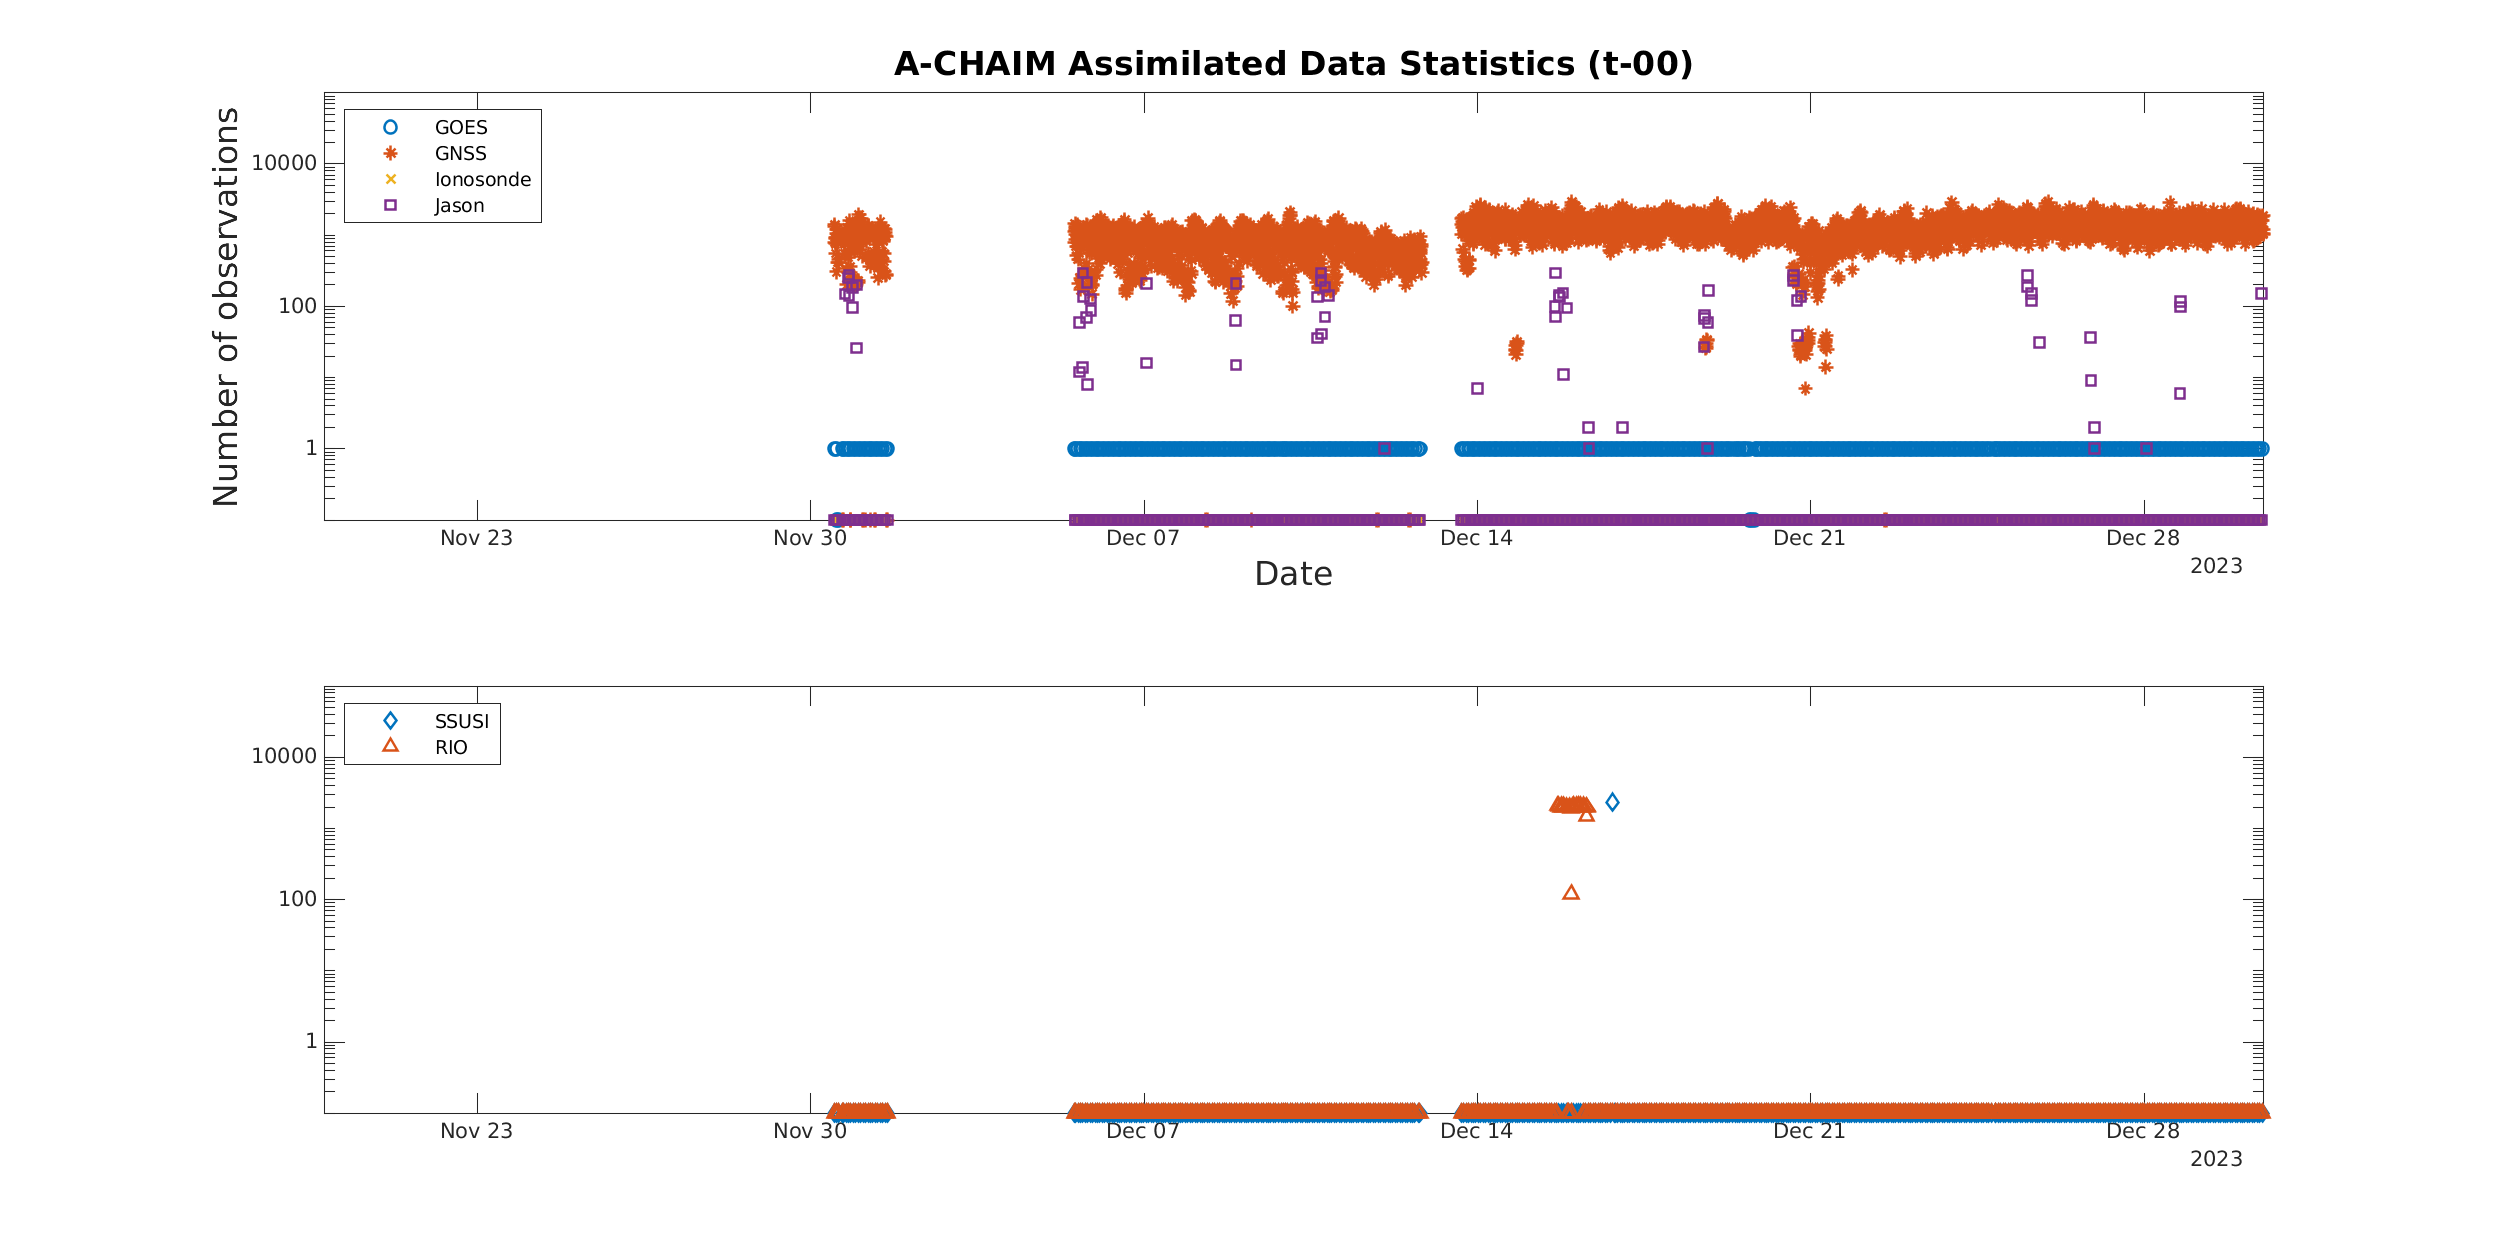 A-CHAIM Assimilated Data Statistics (t-00)
Number of observations
10000
100
1
GOES
GNSS
Ionosonde
Jason
Nov 23
Nov 30
Dec 07
Dec 14
Dec 21
Dec 28
2023
Date
10000
100
1
SSUSI
RIO
Nov 23
Nov 30
Dec 07
Dec 14
Dec 21
Dec 28
2023